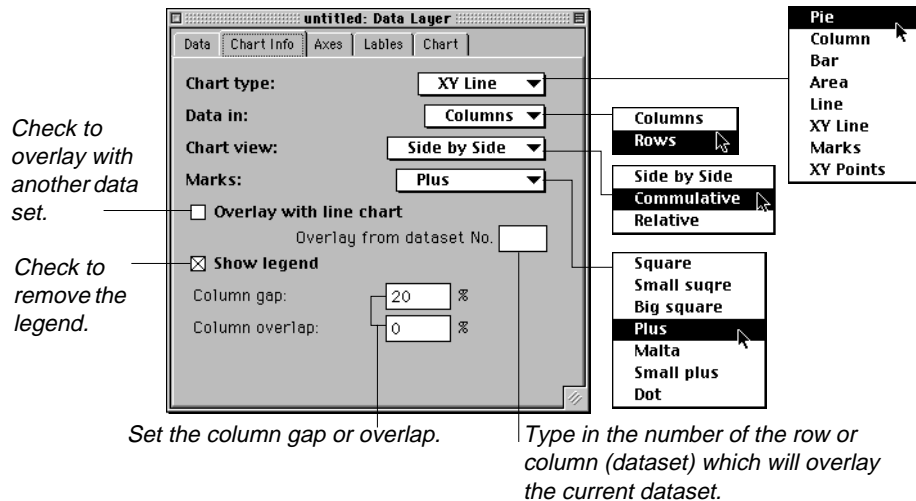 untitled: Data Layer
Data Chart Info Axes Lables Chart
Chart type: XY Line
Data in: Columns
Chart view: Side by Side
Marks: Plus
Overlay with line chart
Overlay from dataset No.
Show legend
Column gap: 20 %
Column overlap: 0 %
Check to
overlay with
another data
set.
Check to
remove the
legend.
Pie
Column
Bar
Area
Line
XY Line
Marks
XY Points
Columns
Rows
Side by Side
Commulative
Relative
Square
Small suqre
Big square
Plus
Malta
Small plus
Dot
Set the column gap or overlap.
Type in the number of the row or
column (dataset) which will overlay
the current dataset.